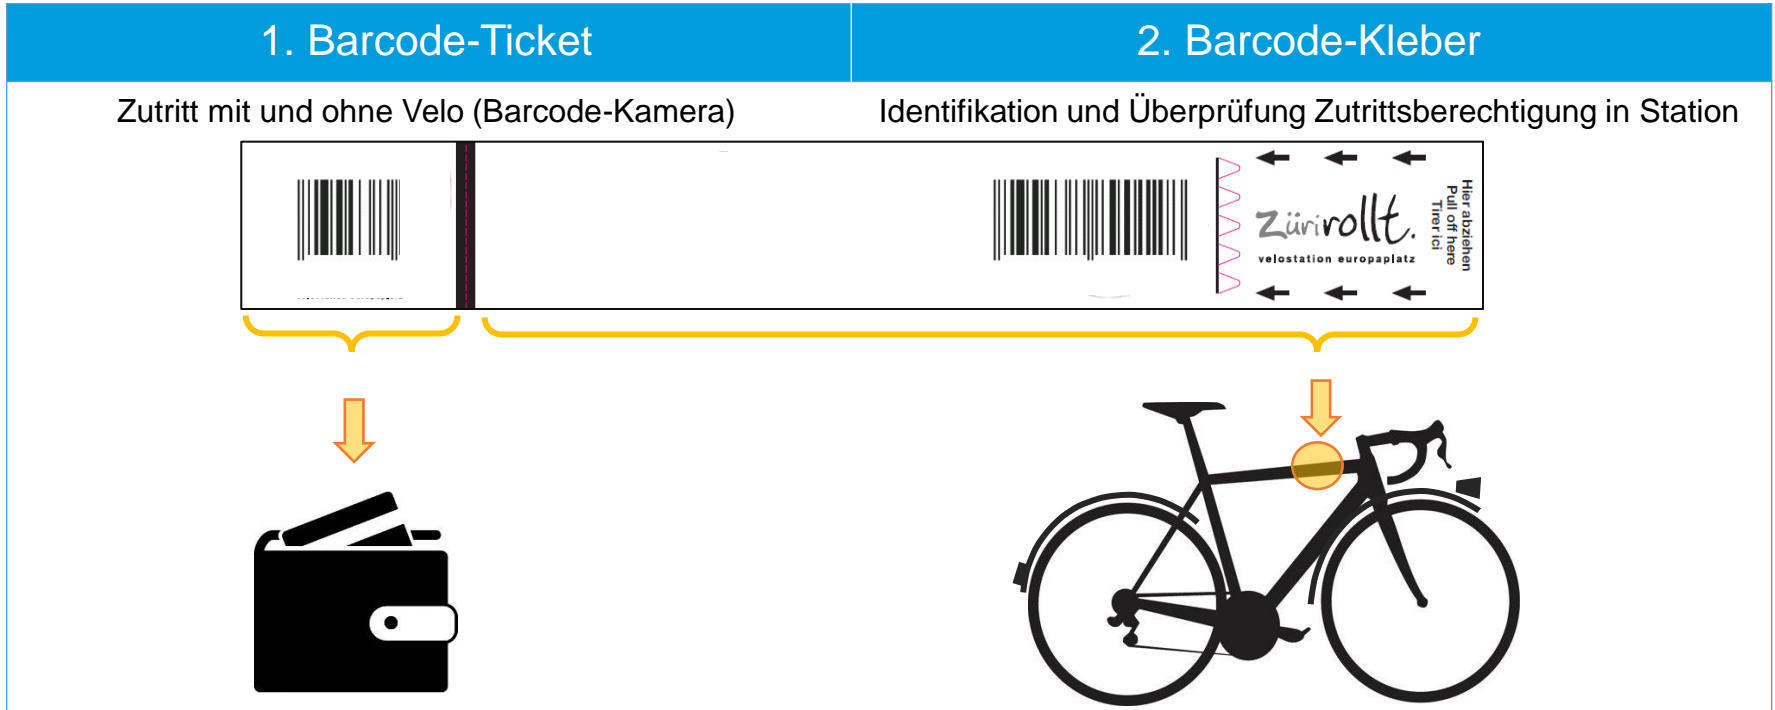 1. Barcode-Ticket
2. Barcode-Kleber
Zutritt mit und ohne Velo (Barcode-Kamera)
Identifikation und Überprüfung Zutrittsberechtigung in Station
Zürirollt.
velostation europaplatz
Hier abziehen
Pull off here
Tirer ici